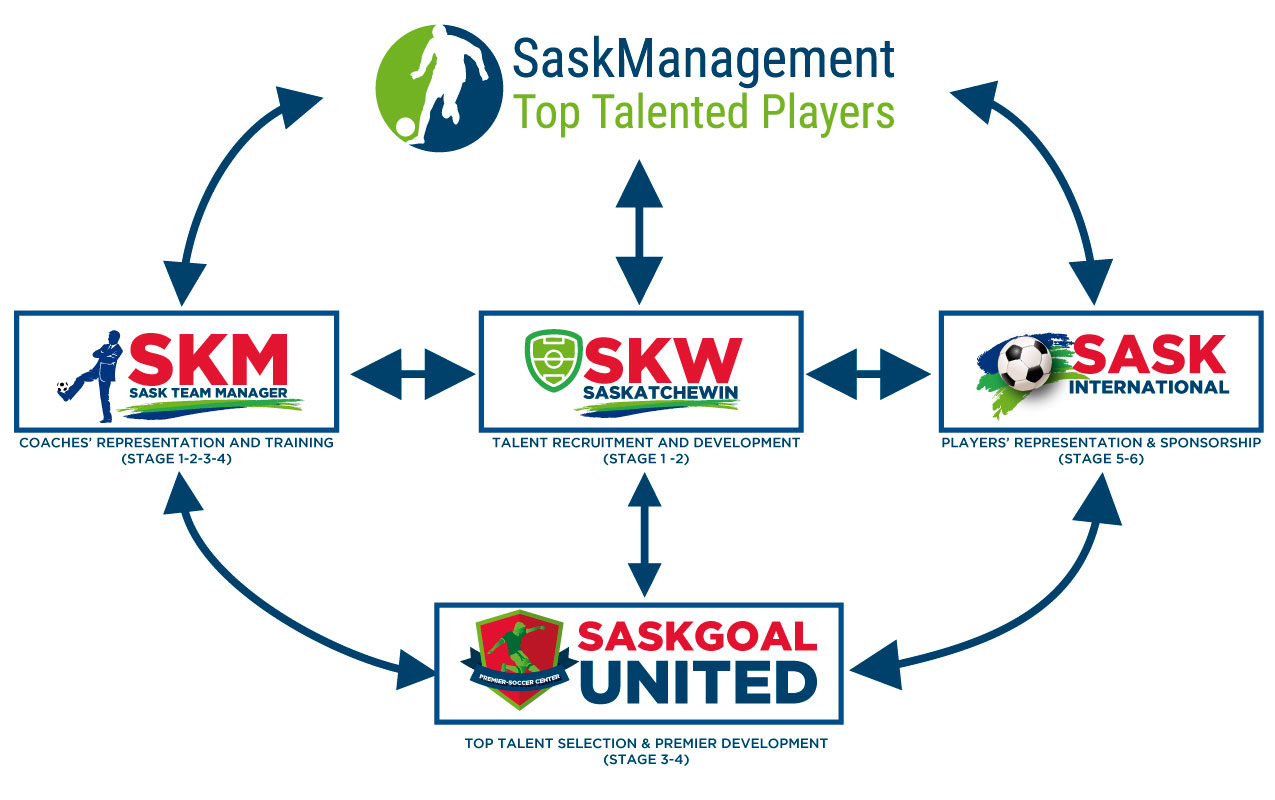 SaskManagement
Top Talented Players
SKM
SASK TEAM MANAGER
COACHES’ REPRESENTATION AND TRAINING
(STAGE 1-2-3-4)
SKW
SASKATCHEWIN
TALENT RECRUITMENT AND DEVELOPMENT
(STAGE 1 -2)
SASK
INTERNATIONAL
PLAYERS’ REPRESENTATION & SPONSORSHIP
(STAGE 5-6)
PREMIER-SOCCER CENTER
SASKGOAL
UNITED
TOP TALENT SELECTION & PREMIER DEVELOPMENT
(STAGE 3-4)